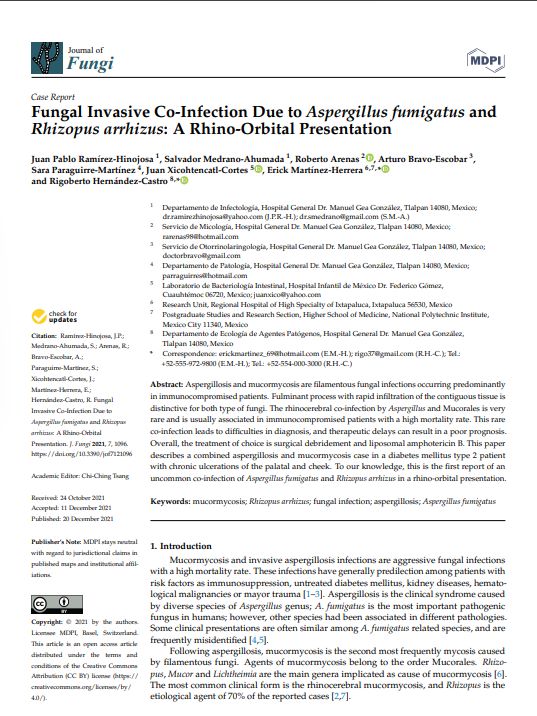 Journal of
Fungi
MDPI
Case Report
Fungal Invasive Co-Infection Due to Aspergillus fumigatus and
Rhizopus arrhizus: A Rhino-Orbital Presentation
Juan Pablo Ramírez-Hinojosa 1, Salvador Medrano-Ahumada 1, Roberto Arenas 2, Arturo Bravo-Escobar 3,
Sara Paraguirre-Martínez 4, Juan Xicohtencatl-Cortes 5, Erick Martínez-Herrera 6,7,*
and Rigoberto Hernández-Castro 8,*
1 Departamento de Infectología, Hospital General Dr. Manuel Gea González, Tlalpan 14080, Mexico;
dr.ramirezhinojosa@yahoo.com (J.P.R.-H.); dr.smedrano@gmail.com (S.M.-A.)
2 Servicio de Micología, Hospital General Dr. Manuel Gea González, Tlalpan 14080, Mexico;
rarenas98@hotmail.com
3 Servicio de Otorrinolaringología, Hospital General Dr. Manuel Gea González, Tlalpan 14080, Mexico;
doctorbravo@gmail.com
4 Departamento de Patología, Hospital General Dr. Manuel Gea González, Tlalpan 14080, Mexico;
parraguirres@hotmail.com
5 Laboratorio de Bacteriología Intestinal, Hospital Infantil de México Dr. Federico Gómez,
Cuauhtémoc 06720, Mexico; juanxico@yahoo.com
6 Research Unit, Regional Hospital of High Specialty of Ixtapaluca, Ixtapaluca 56530, Mexico
7 Postgraduate Studies and Research Section, Higher School of Medicine, National Polytechnic Institute,
Mexico City 11340, Mexico
8 Departamento de Ecología de Agentes Patógenos, Hospital General Dr. Manuel Gea González,
Tlalpan 14080, Mexico
* Correspondence: erickmartinez_69@hotmail.com (E.M.-H.); rigo37@gmail.com (R.H.-C.); Tel.:
+52-555-972-9800 (E.M.-H.); Tel.: +52-554-000-3000 (R.H.-C.)
Abstract: Aspergillosis and mucormycosis are filamentous fungal infections occurring predominantly
in immunocompromised patients. Fulminant process with rapid infiltration of the contiguous tissue is
distinctive for both type of fungi. The rhinocerebral co-infection by Aspergillus and Mucorales is very
rare and is usually associated in immunocompromised patients with a high mortality rate. This rare
coinfection leads to difficulties in diagnosis, and therapeutic delays can result in a poor prognosis.
Overall, the treatment of choice is surgical debridement and liposomal amphotericin B. This paper
describes a combined aspergillosis and mucormycosis case in a diabetes mellitus type 2 patient
with chronic ulcerations of the palatal and cheek. To our knowledge, this is the first report of an
uncommon co-infection of Aspergillus fumigatus and Rhizopus arrhizus in a rhino-orbital presentation.
Keywords: mucormycosis; Rhizopus arrhizus; fungal infection; aspergillosis; Aspergillus fumigatus
check for
updates
Citation: Ramírez-Hinojosa, J.P.;
Medrano-Ahumada, S.; Arenas, R.;
Bravo-Escobar, A.;
Paraguirre-Martínez, S.;
Xicohtencatl-Cortes, J.;
Martínez-Herrera, E.;
Hernández-Castro, R. Fungal
Invasive Co-Infection Due to
Aspergillus fumigatus and Rhizopus
arrhizus: A Rhino-Orbital
Presentation. J. Fungi 2021, 7, 1096.
https://doi.org/10.3390/jof7121096
Academic Editor: Chi-Ching Tsang
Received: 24 October 2021
Accepted: 11 December 2021
Published: 20 December 2021
Publisher's Note: MDPI stays neutral
with regard to jurisdictional claims in
published maps and institutional affil-
iations.
CC BY
Copyright: © 2021 by the authors.
Licensee MDPI, Basel, Switzerland.
This article is an open access article
distributed under the terms and
conditions of the Creative Commons
Attribution (CC BY) license (https://
creativecommons.org/licenses/by/
4.0/).
1. Introduction
Mucormycosis and invasive aspergillosis infections are aggressive fungal infections
with a high mortality rate. These infections have generally predilection among patients with
risk factors as immunosuppression, untreated diabetes mellitus, kidney diseases, hemato-
logical malignancies or mayor trauma [1–3]. Aspergillosis is the clinical syndrome caused
by diverse species of Aspergillus genus; A. fumigatus is the most important pathogenic
fungus in humans; however, other species had been associated in different pathologies.
Some clinical presentations are often similar among A. fumigatus related species, and are
frequently misidentified [4,5].
Following aspergillosis, mucormycosis is the second most frequently mycosis caused
by filamentous fungi. Agents of mucormycosis belong to the order Mucorales. Rhizo-
pus, Mucor and Lichtheimia are the main genera implicated as cause of mucormycosis [6].
The most common clinical form is the rhinocerebral mucormycosis, and Rhizopus is the
etiological agent of 70% of the reported cases [2,7].